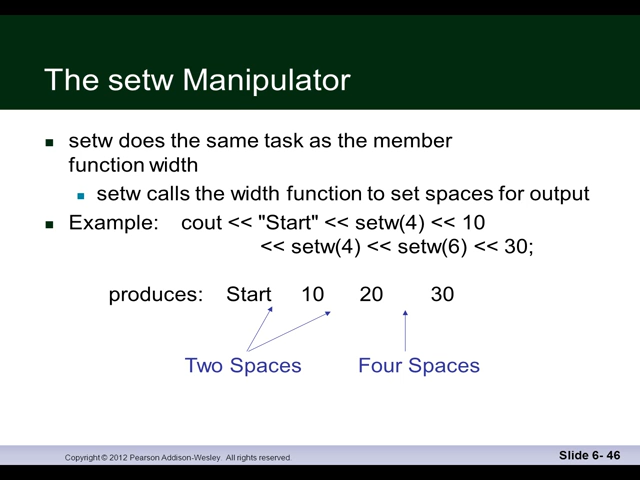 The setw Manipulator
setw does the same task as the member
function width
setw calls the width function to set spaces for output
Example: cout << "Start" << setw(4) << 10
<< setw(4) << setw(6) << 30;
produces: Start 10 20 30
Two Spaces Four Spaces
Copyright © 2012 Pearson Addison-Wesley. All rights reserved.
Slide 6- 46